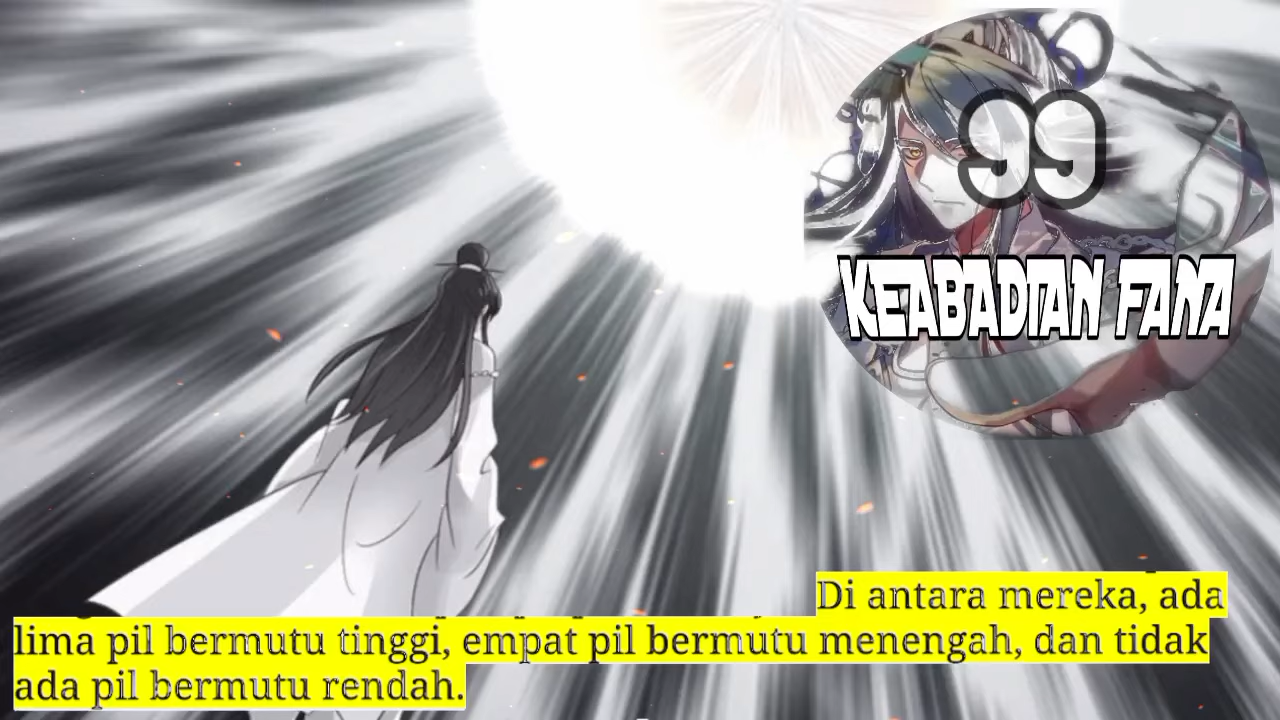 99
KEABADIAN FANA
Di antara mereka, ada
lima pil bermutu tinggi, empat pil bermutu menengah, dan tidak
ada pil bermutu rendah.